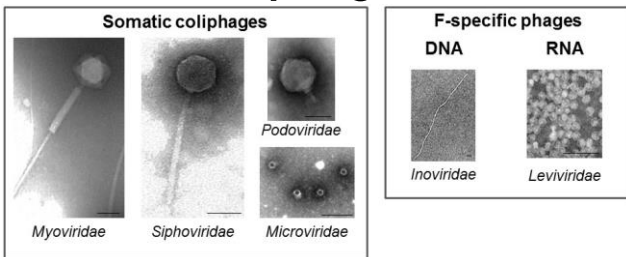 Somatic coliphages
Podoviridae
Myoviridae
Siphoviridae
Microviridae
F-specific phages
DNA
RNA
Inoviridae
Leviviridae